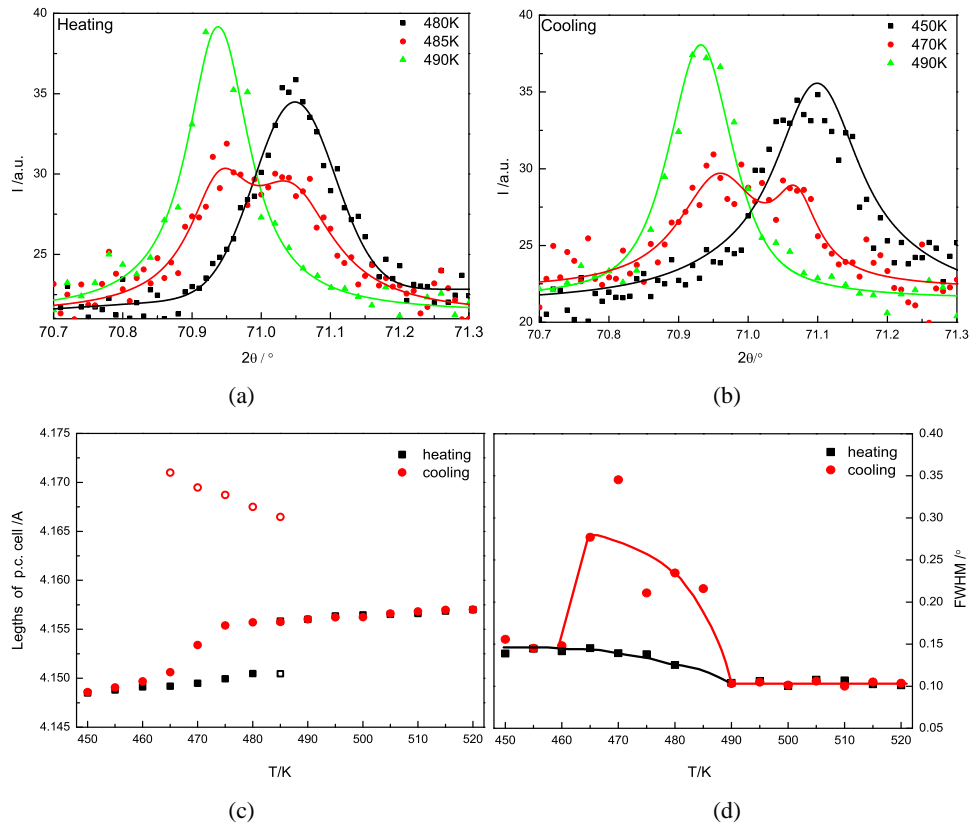 Heating
480K
485K
490K
40
35
30
25
I /a.u.
70.7 70.8 70.9 71.0 71.1 71.2 71.3
2θ / °
(a)
Cooling
450K
470K
490K
40
35
30
25
20
I /a.u.
70.7 70.8 70.9 71.0 71.1 71.2 71.3
2θ/°
(b)
heating
cooling
4.175
4.170
4.165
4.160
4.155
4.150
4.145
Legths of p.c. cell /A
450 460 470 480 490 500 510 520
T/K
(c)
heating
cooling
0.40
0.35
0.30
0.25
0.20
0.15
0.10
0.05
FWHM /°
450 460 470 480 490 500 510 520
T/K
(d)